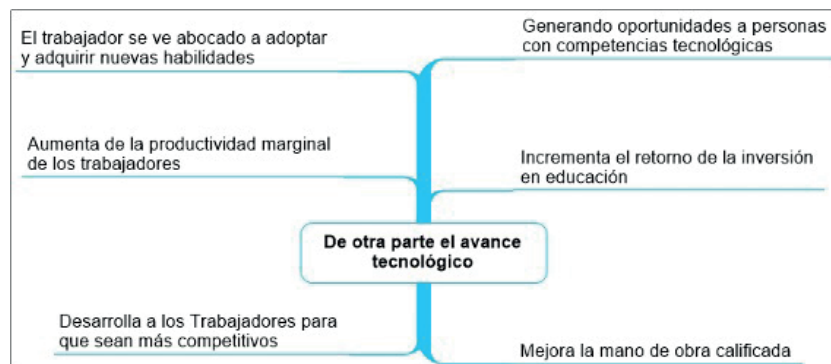 El trabajador se ve abocado a adoptar
y adquirir nuevas habilidades
Generando oportunidades a personas
con competencias tecnológicas
Aumenta de la productividad marginal
de los trabajadores
Incrementa el retorno de la inversión
en educación
De otra parte el avance
tecnológico
Desarrolla a los Trabajadores para
que sean más competitivos
Mejora la mano de obra calificada